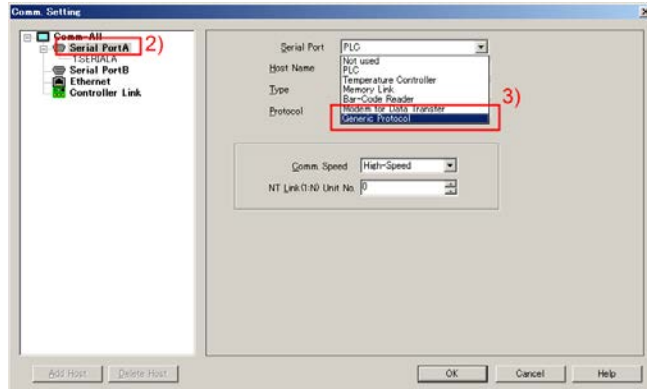 Comm. Setting
Comm-All
Serial PortA
2)
1:SERIALA
Serial PortB
Ethernet
Controller Link
Serial Port
PLC
Not used
PLC
Temperature Controller
Memory Link
Bar-Code Reader
Modem for Data Transfer
Generic Protocol
3)
Host Name
Type
Protocol
Comm. Speed
High-Speed
NT Link(1:N) Unit No.
0
Add Host
Delete Host
OK
Cancel
Help